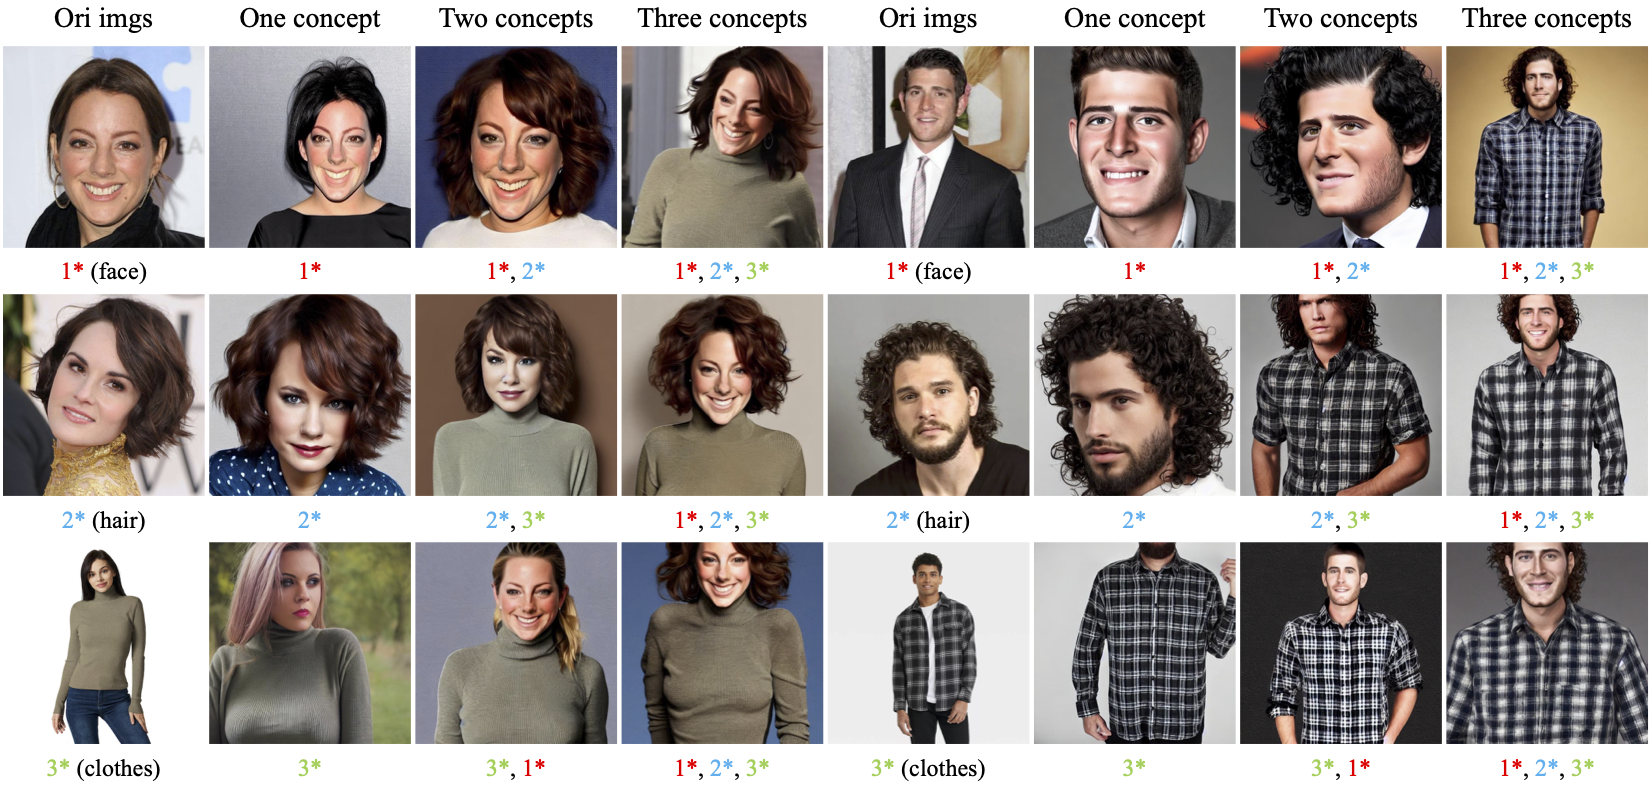 Ori imgs One concept Two concepts Three concepts Ori imgs One concept Two concepts Three concepts
1* (face) 1* 1*, 2* 1*, 2*, 3* 1* (face) 1* 1*, 2* 1*, 2*, 3*
2* (hair) 2* 2*, 3* 1*, 2*, 3* 2* (hair) 2* 2*, 3* 1*, 2*, 3*
3* (clothes) 3* 3*, 1* 1*, 2*, 3* 3* (clothes) 3* 3*, 1* 1*, 2*, 3*